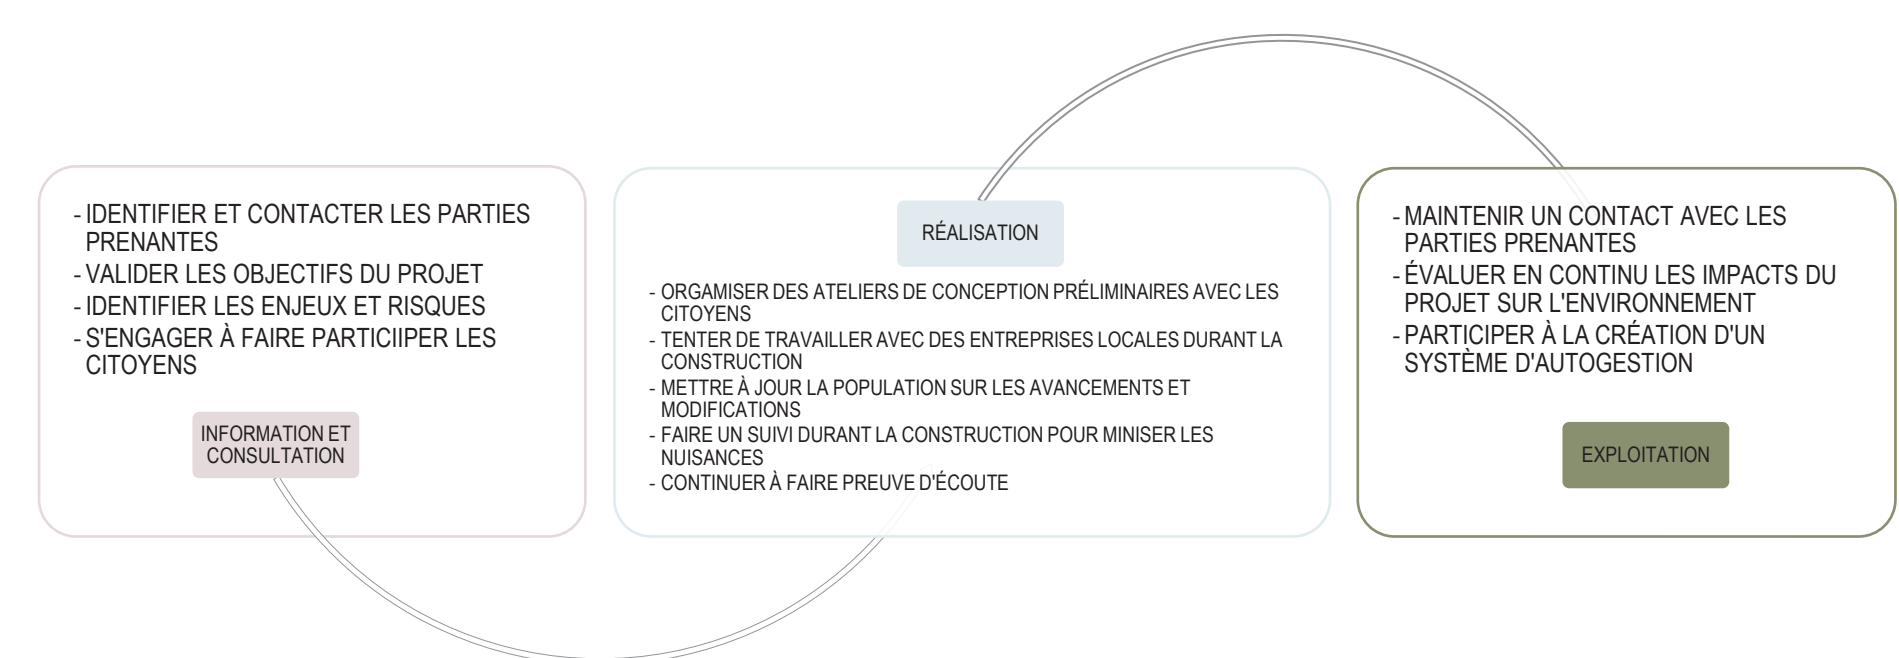 - IDENTIFIER ET CONTACTER LES PARTIES
PRENANTES
- VALIDER LES OBJECTIFS DU PROJET
- IDENTIFIER LES ENJEUX ET RISQUES
- S'ENGAGER À FAIRE PARTICIIPER LES
CITOYENS
INFORMATION ET
CONSULTATION
RÉALISATION
- ORGAMISER DES ATELIERS DE CONCEPTION PRÉLIMINAIRES AVEC LES
CITOYENS
- TENTER DE TRAVAILLER AVEC DES ENTREPRISES LOCALES DURANT LA
CONSTRUCTION
- METTRE À JOUR LA POPULATION SUR LES AVANCEMENTS ET
MODIFICATIONS
- FAIRE UN SUIVI DURANT LA CONSTRUCTION POUR MINISER LES
NUISANCES
- CONTINUER À FAIRE PREUVE D'ÉCOUTE
- MAINTENIR UN CONTACT AVEC LES
PARTIES PRENANTES
- ÉVALUER EN CONTINU LES IMPACTS DU
PROJET SUR L'ENVIRONNEMENT
- PARTICIPER À LA CRÉATION D'UN
SYSTÈME D'AUTOGESTION
EXPLOITATION